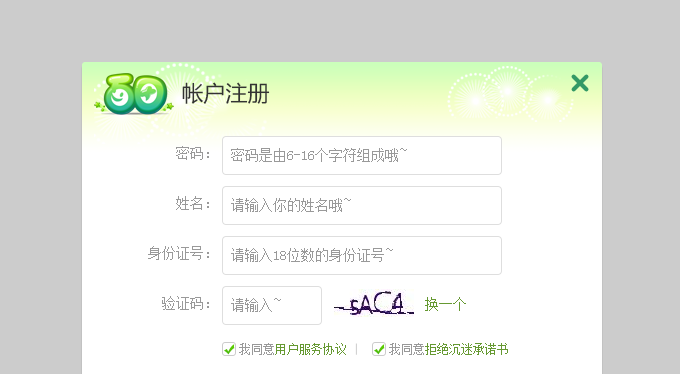 帐户注册
密码：
密码是由6-16个字符组成哦~
姓名：
请输入你的姓名哦~
身份证号：
请输入18位数的身份证号~
验证码：
请输入~
5AC4
换一个
我同意用户服务协议
我同意拒绝沉迷承诺书